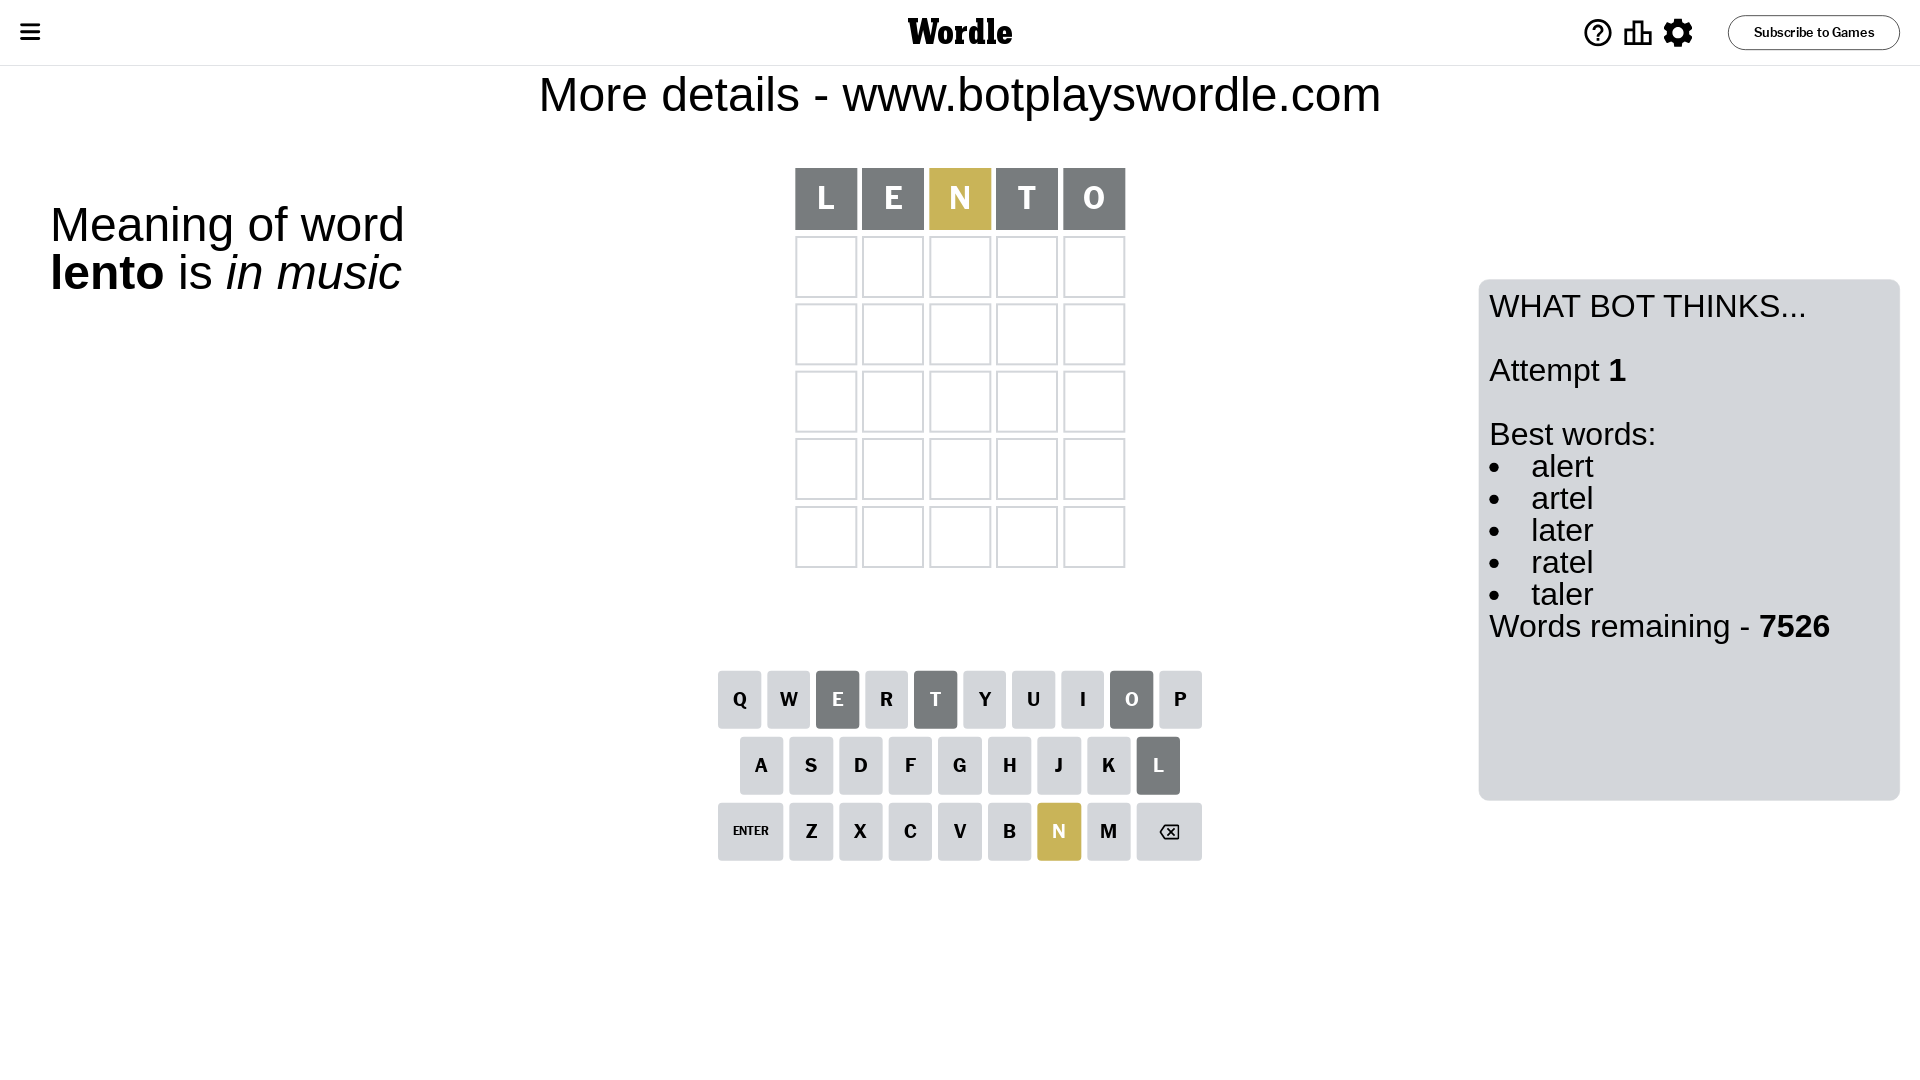 Wordle
Subscribe to Games
More details - www.botplayswordle.com
Meaning of word
lento is in music
L E N T O
WHAT BOT THINKS...
Attempt 1
Best words:
• alert
• artel
• later
• ratel
• taler
Words remaining - 7526
Q W E R T Y U I O P
A S D F G H J K L
ENTER Z X C V B N M